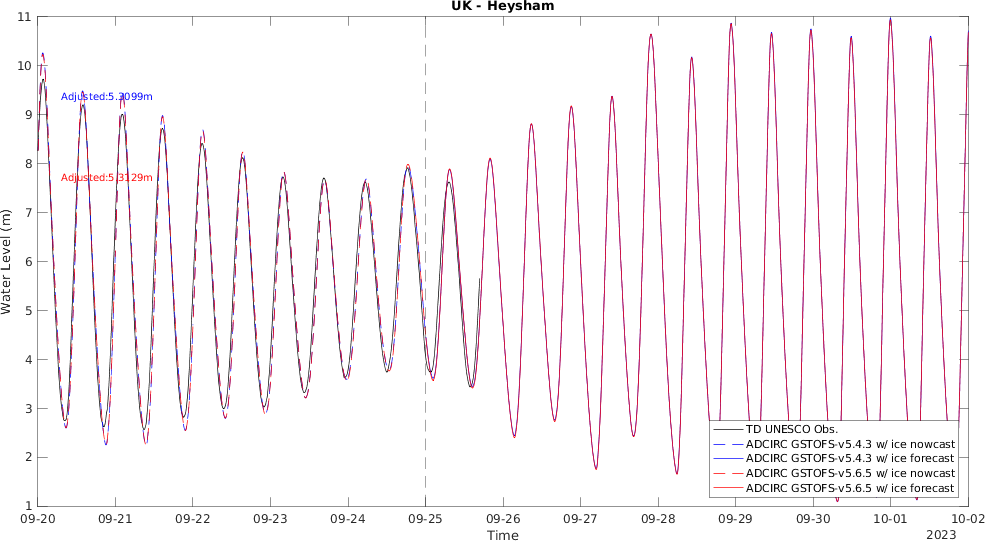 UK - Heysham
11
10
9
8
7
6
5
4
3
2
1
Water Level (m)
Adjusted:5.3099m
Adjusted:5.3129m
TD UNESCO Obs.
ADCIRC GSTOFS-v5.4.3 w/ ice nowcast
ADCIRC GSTOFS-v5.4.3 w/ ice forecast
ADCIRC GSTOFS-v5.6.5 w/ ice nowcast
ADCIRC GSTOFS-v5.6.5 w/ ice forecast
09-20 09-21 09-22 09-23 09-24 09-25 09-26 09-27 09-28 09-29 09-30 10-01 10-02
Time
2023